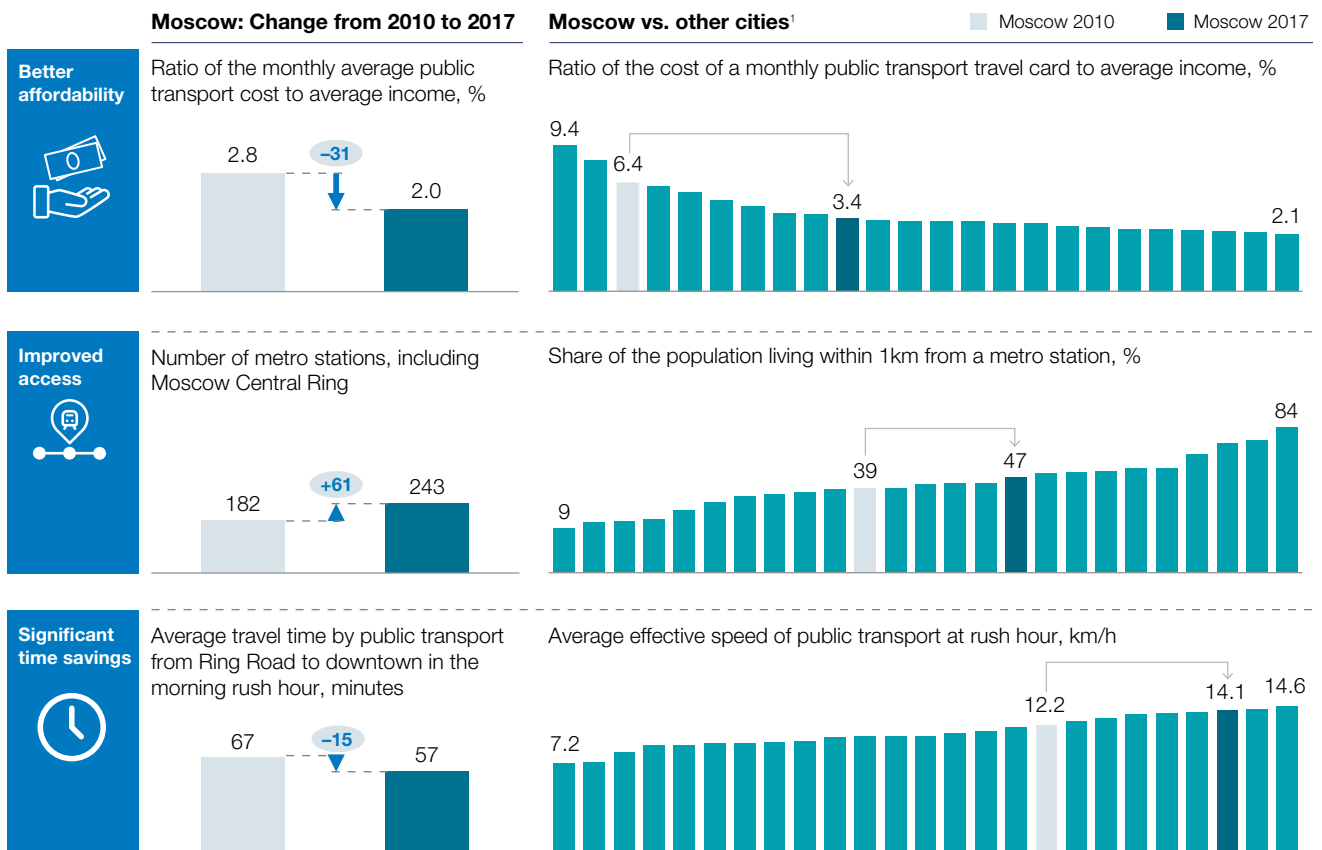 Moscow: Change from 2010 to 2017
Moscow vs. other cities¹
Moscow 2010
Moscow 2017
Better
affordability
Ratio of the monthly average public
transport cost to average income, %
2.8
–31
2.0
Ratio of the cost of a monthly public transport travel card to average income, %
9.4
6.4
3.4
2.1
Improved
access
Number of metro stations, including
Moscow Central Ring
182
+61
243
Share of the population living within 1km from a metro station, %
9
39
47
84
Significant
time savings
Average travel time by public transport
from Ring Road to downtown in the
morning rush hour, minutes
67
–15
57
Average effective speed of public transport at rush hour, km/h
7.2
12.2
14.1
14.6